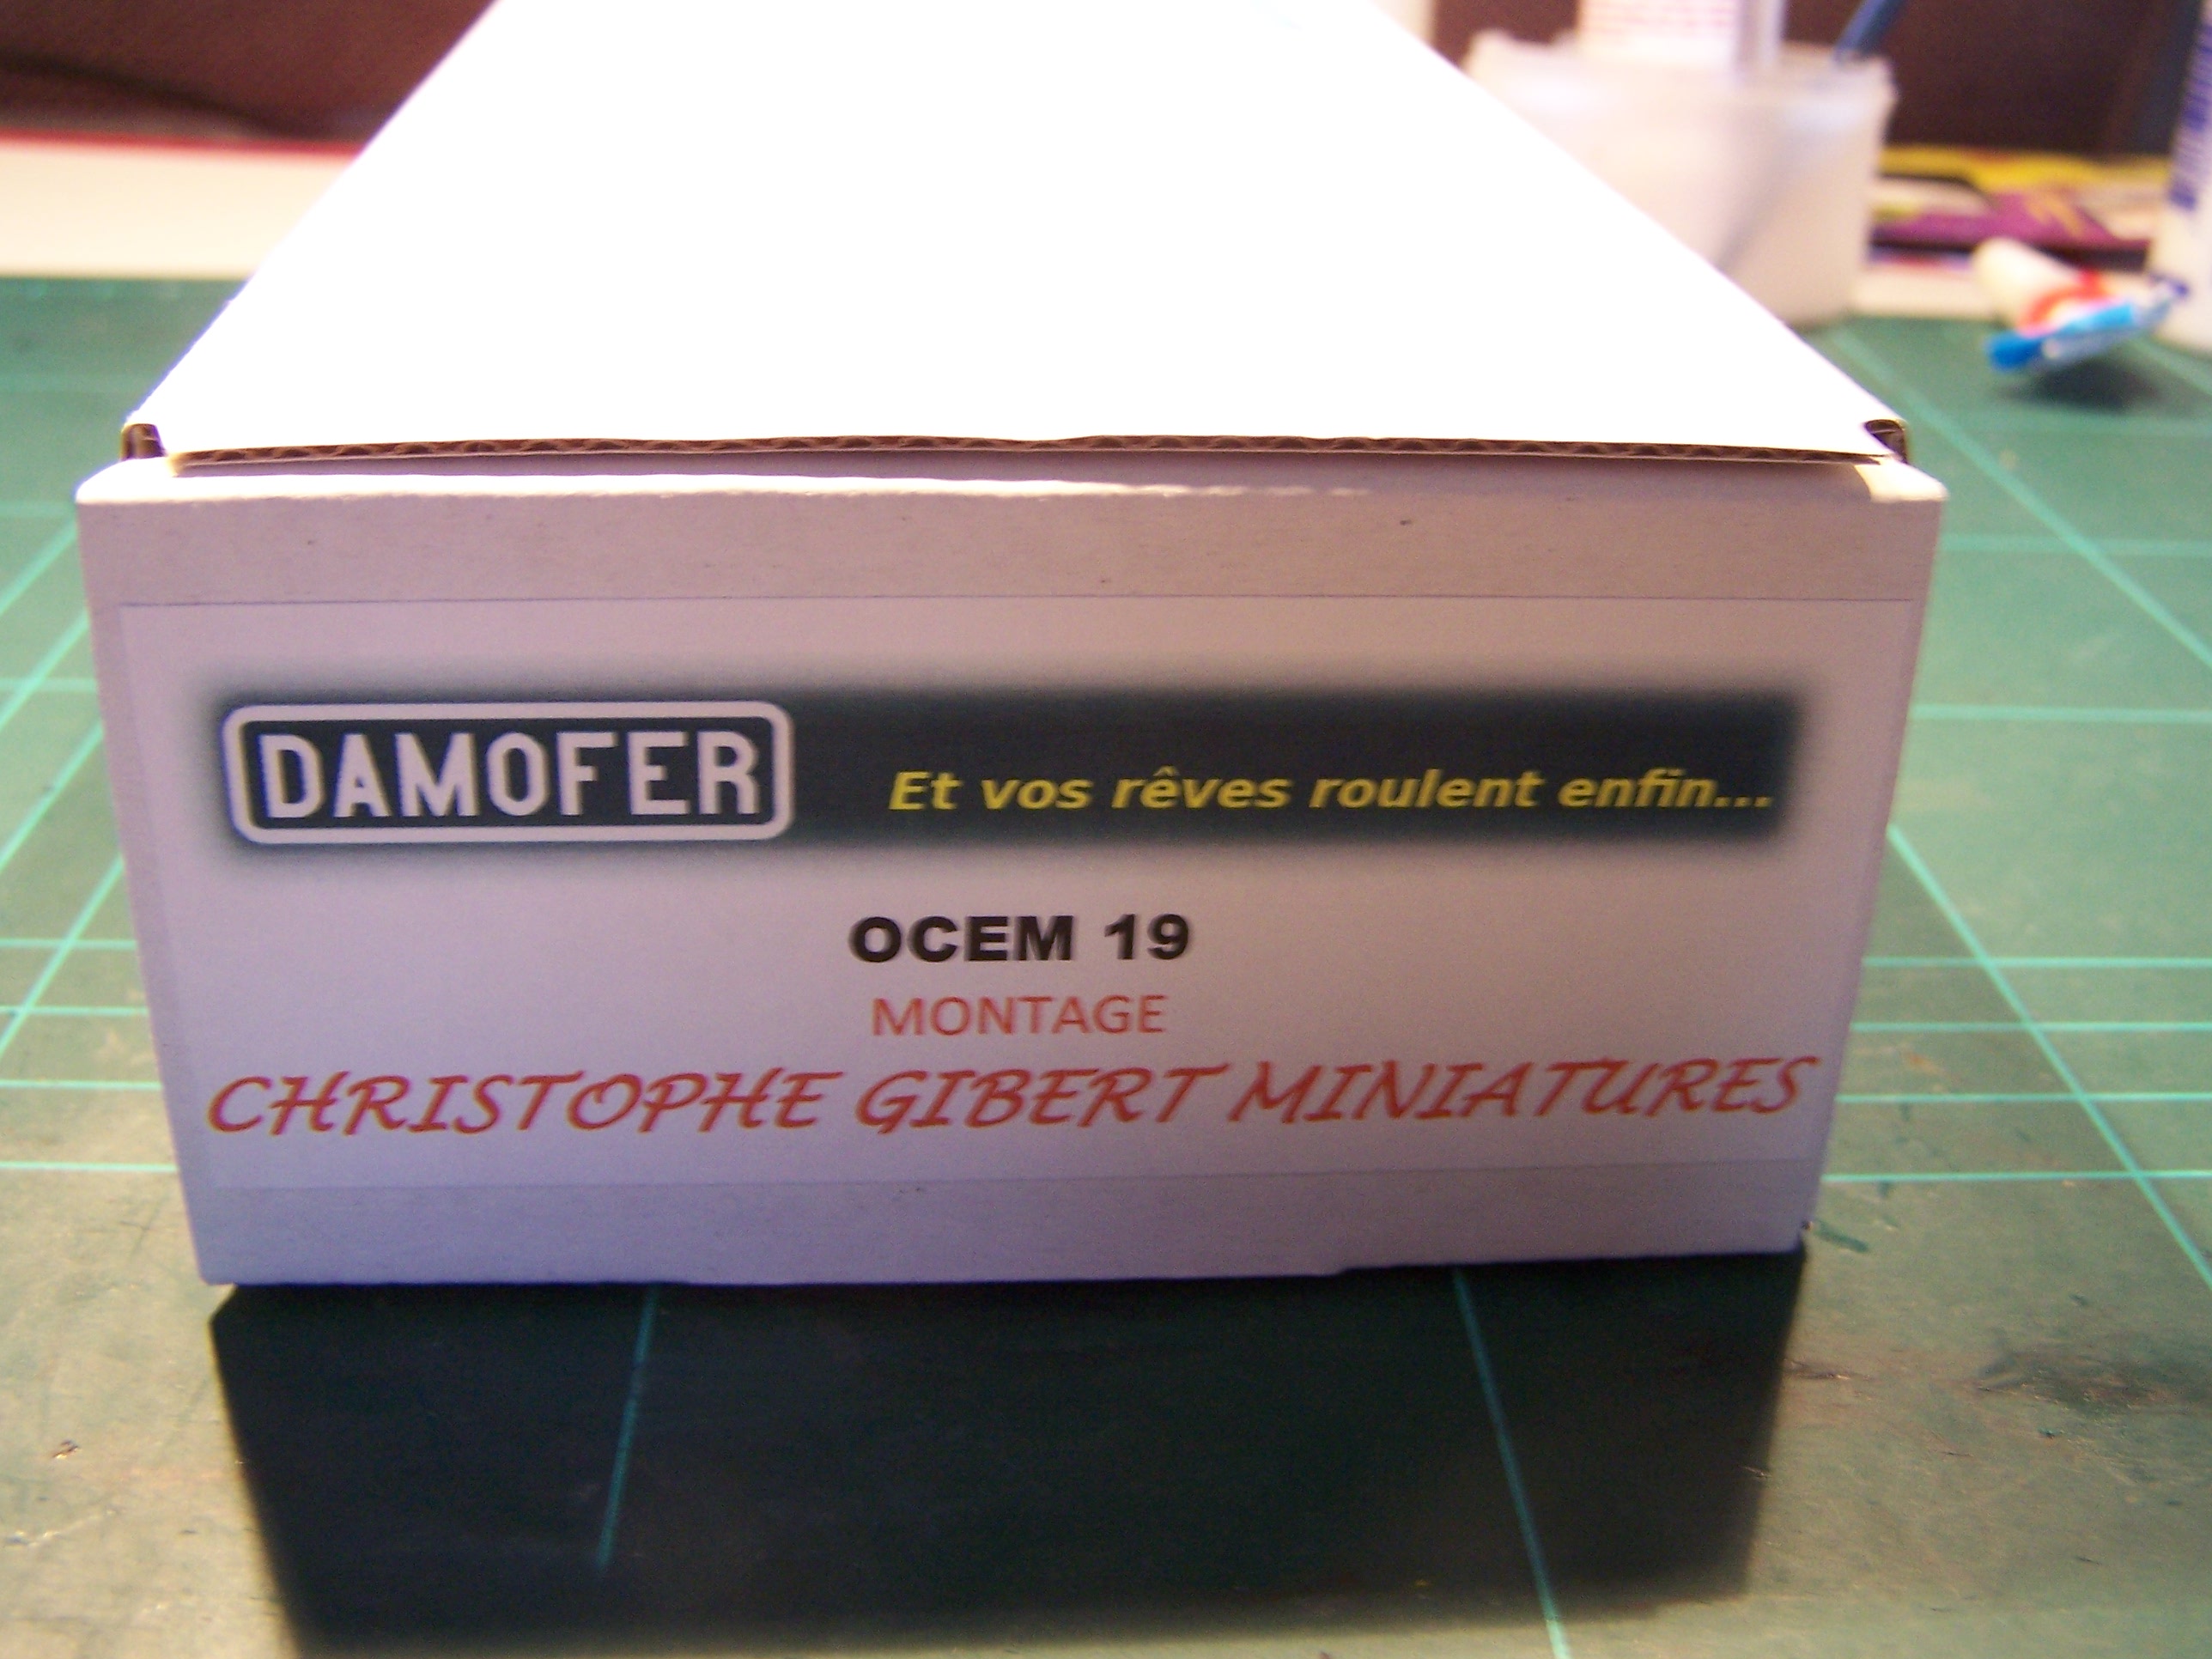 DAMOFER
Et vos rêves roulent enfin...
OCEM 19
MONTAGE
CHRISTOPHE GIBERT MINIATURES